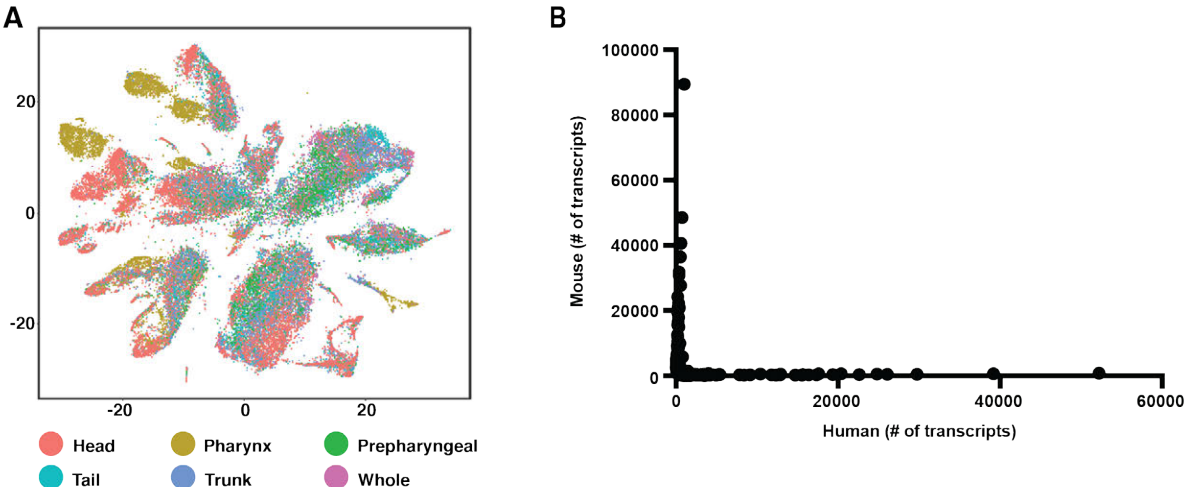 A
20
0
-20
-20 0 20
Head Pharynx Prepharyngeal
Tail Trunk Whole
B
Mouse (# of transcripts)
100000
80000
60000
40000
20000
0
0 20000 40000 60000
Human (# of transcripts)